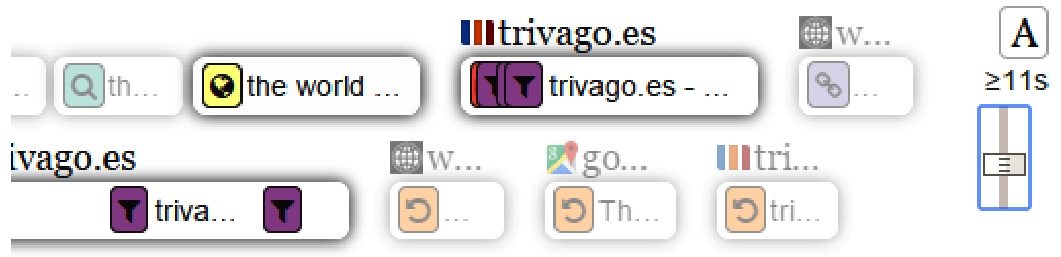 trivago.es w... A
.. th... the world ... trivago.es - ... ... ≥11s
ivago.es w... go... tri...
triva... ... Th... tri...